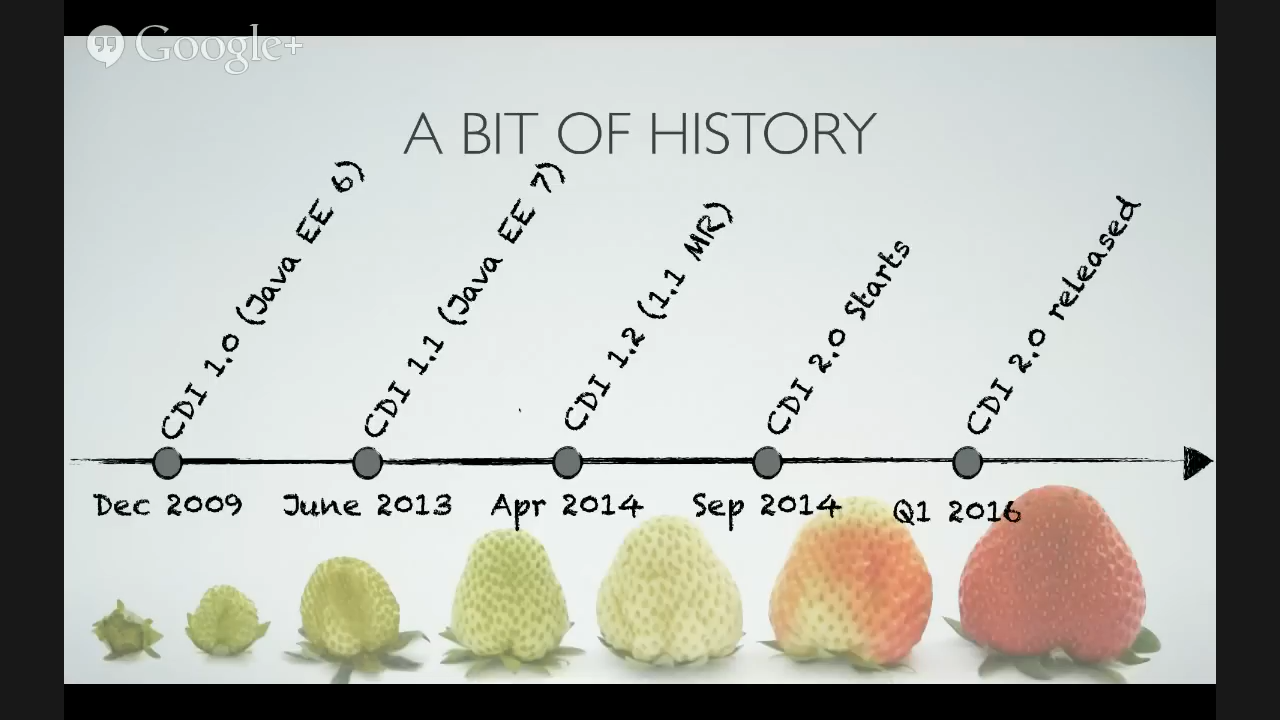 Google+
A BIT OF HISTORY
CDI 1.0 (Java EE 6)
CDI 1.1 (Java EE 7)
CDI 1.2 (1.1 MR)
CDI 2.0 Starts
CDI 2.0 released
Dec 2009
June 2013
Apr 2014
Sep 2014
Q1 2016